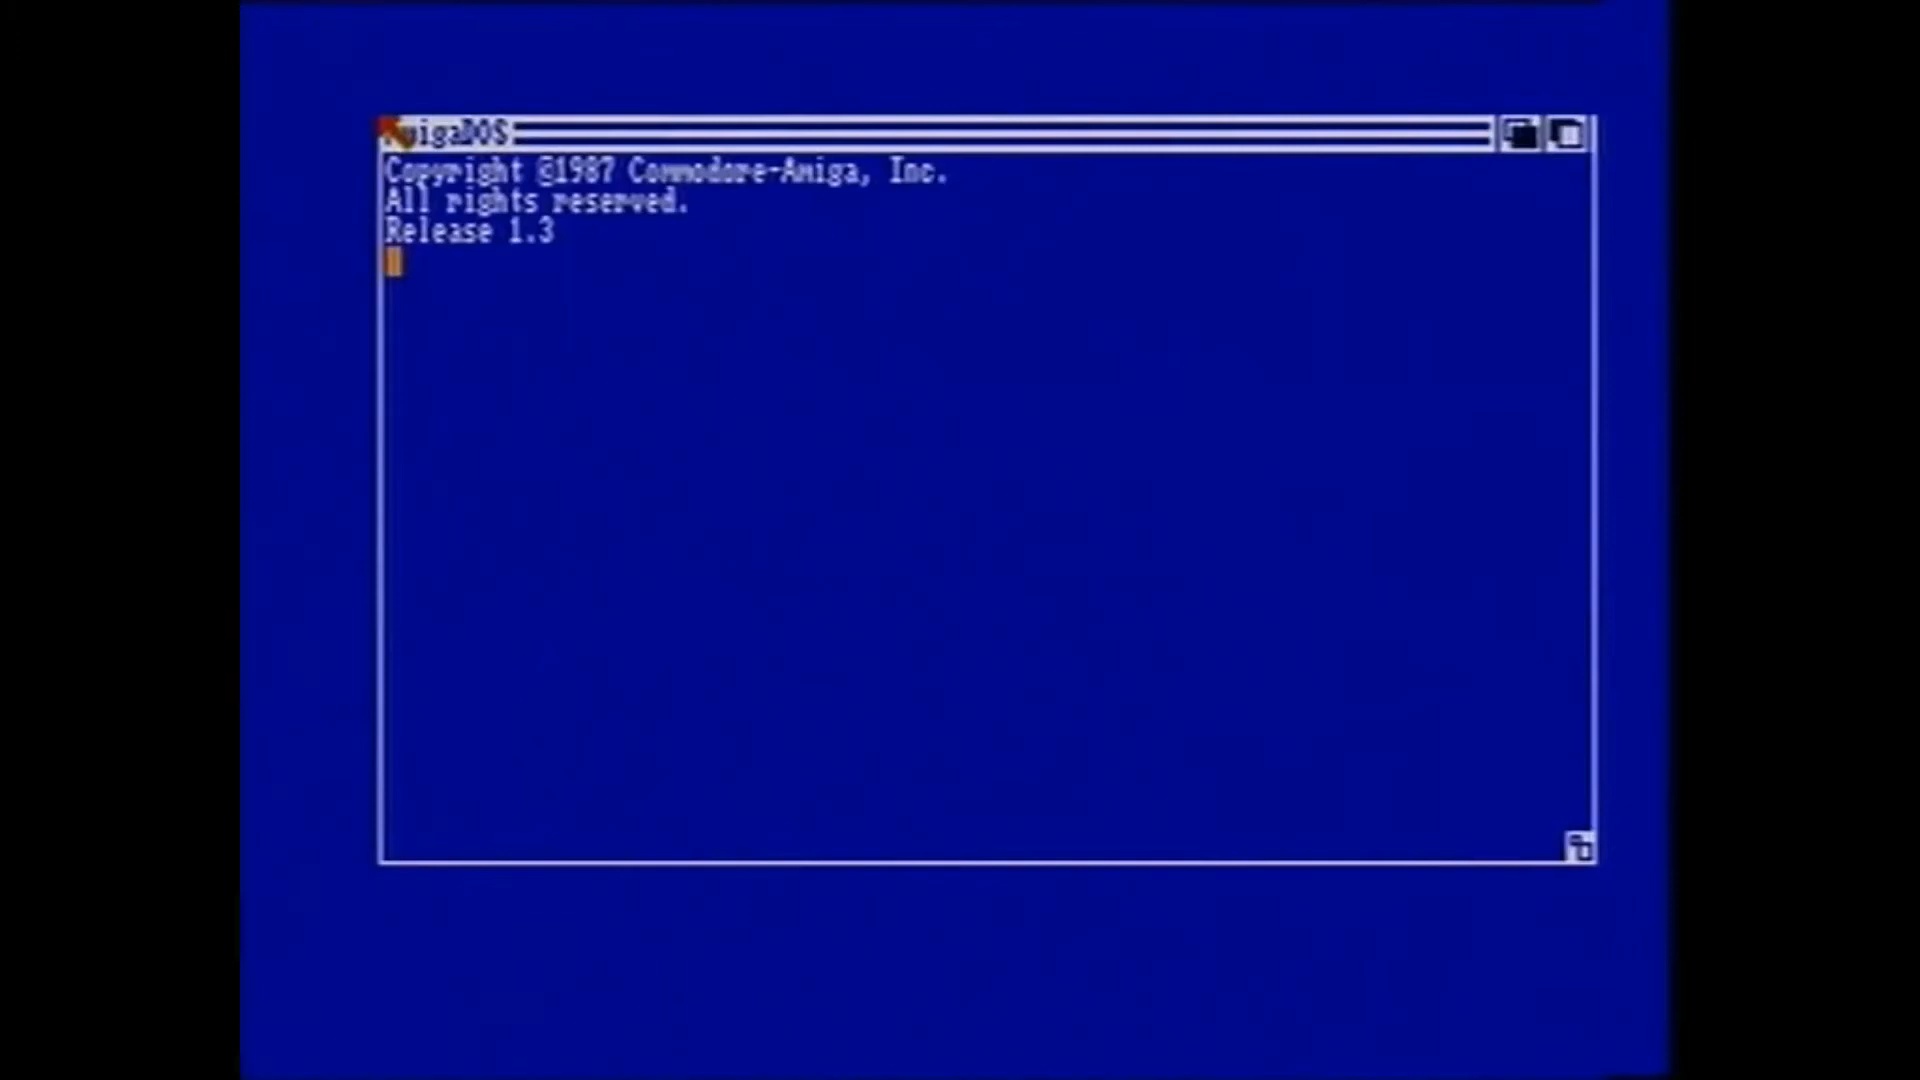 AmigaDOS
Copyright ©1987 Commodore-Amiga, Inc.
All rights reserved.
Release 1.3